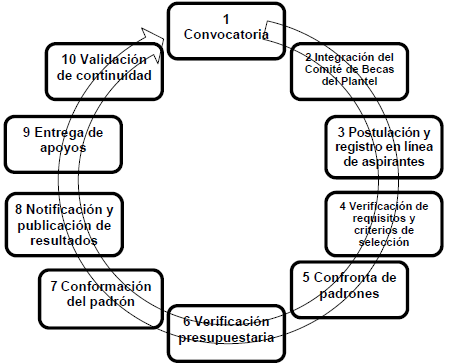 1
Convocatoria
2 Integración del
Comité de Becas
del Plantel
3 Postulación y
registro en línea
de aspirantes
4 Verificación de
requisitos y
criterios de
selección
5 Confronta de
padrones
6 Verificación
presupuestaria
7 Conformación
del padrón
8 Notificación y
publicación de
resultados
9 Entrega de
apoyos
10 Validación
de continuidad